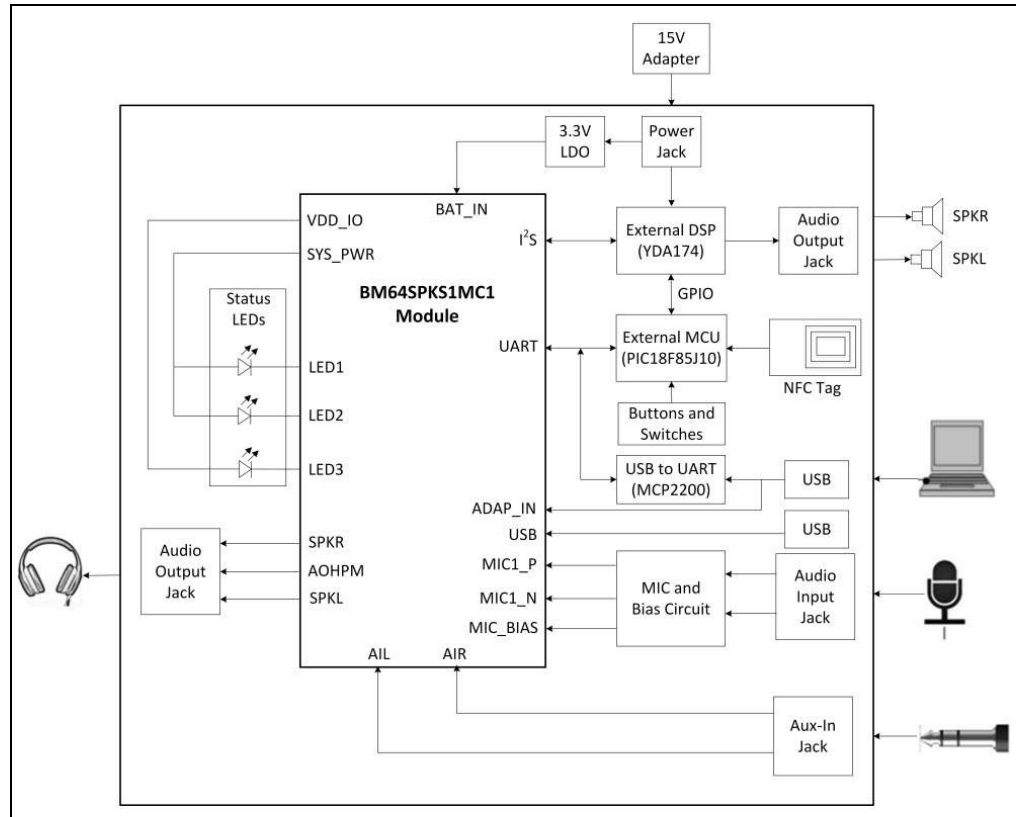 15V
Adapter
3.3V
LDO
Power
Jack
VDD_IO
BAT_IN
SYS_PWR
I²S
External DSP
(YDA174)
Audio
Output
Jack
SPKR
SPKL
BM64SPKS1MC1
Module
Status
LEDs
GPIO
UART
External MCU
(PIC18F85J10)
NFC Tag
LED1
LED2
LED3
Buttons and
Switches
USB to UART
(MCP2200)
USB
ADAP_IN
USB
USB
Audio
Output
Jack
SPKR
AOHPM
SPKL
MIC1_P
MIC1_N
MIC_BIAS
MIC and
Bias Circuit
Audio
Input
Jack
AIL
AIR
Aux-In
Jack